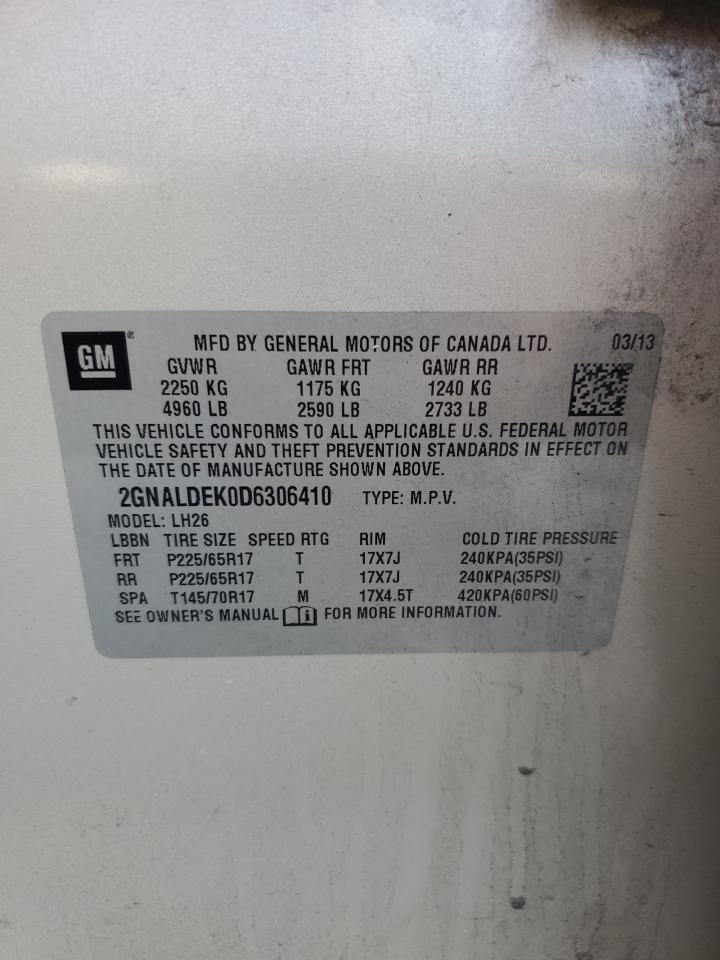 GM® MFD BY GENERAL MOTORS OF CANADA LTD. 03/13
GVWR GAWR FRT GAWR RR
2250 KG 1175 KG 1240 KG
4960 LB 2590 LB 2733 LB
THIS VEHICLE CONFORMS TO ALL APPLICABLE U.S. FEDERAL MOTOR
VEHICLE SAFETY AND THEFT PREVENTION STANDARDS IN EFFECT ON
THE DATE OF MANUFACTURE SHOWN ABOVE.
2GNALDEK0D6306410 TYPE: M.P.V.
MODEL: LH26
LBBN TIRE SIZE SPEED RTG RIM COLD TIRE PRESSURE
FRT P225/65R17 T 17X7J 240KPA(35PSI)
RR P225/65R17 T 17X7J 240KPA(35PSI)
SPA T145/70R17 M 17X4.5T 420KPA(60PSI)
SEE OWNER'S MANUAL i FOR MORE INFORMATION.